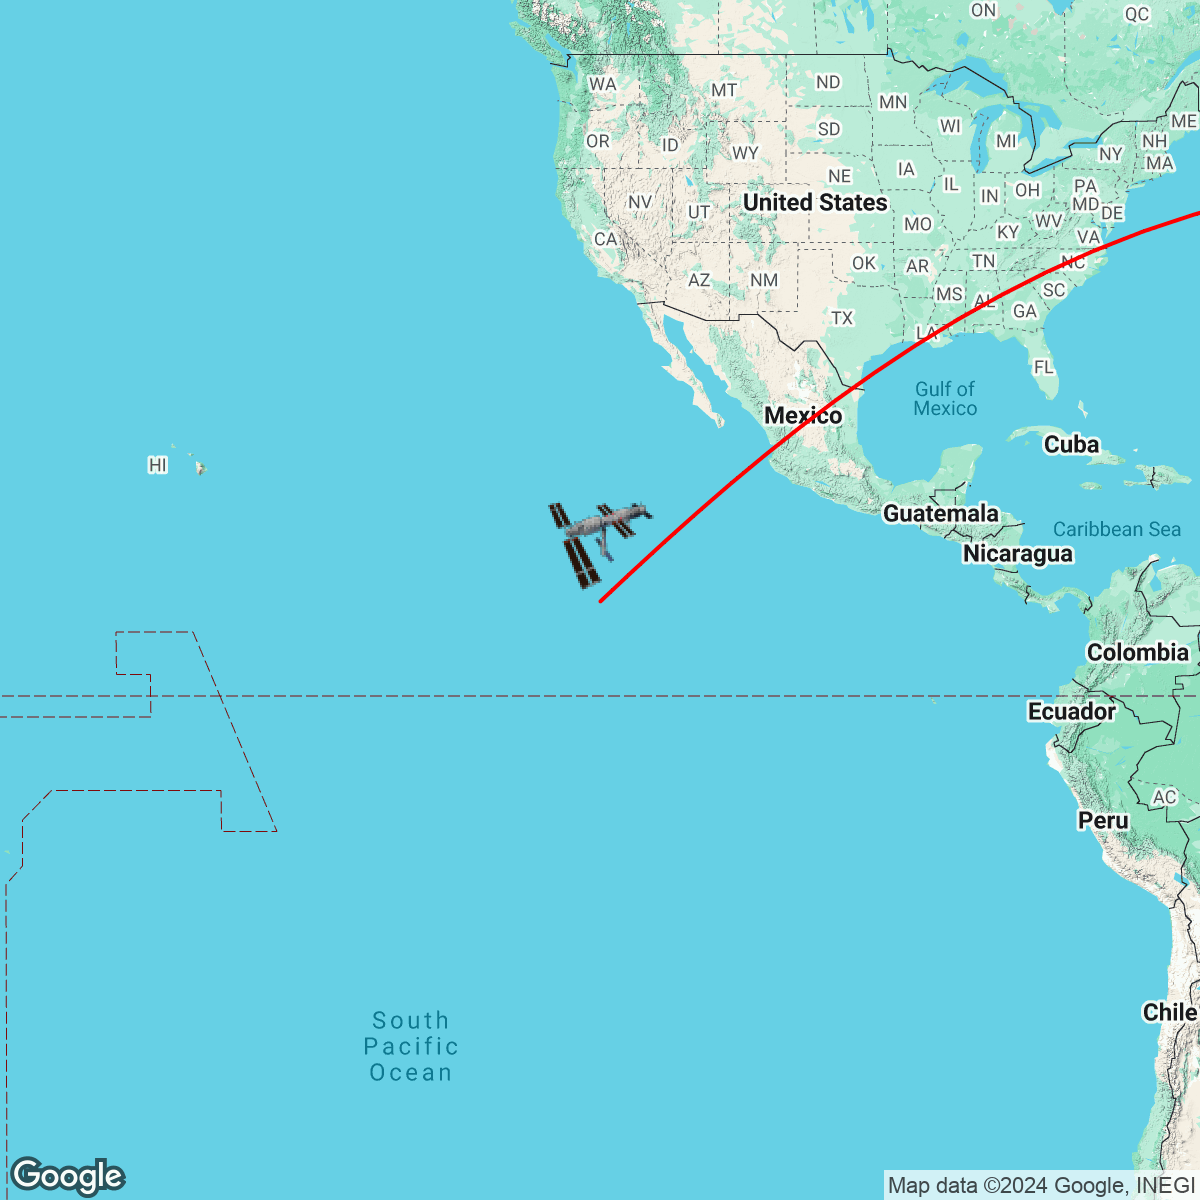 ON
QC
WA
MT
ND
MN
ME
OR
ID
SD
WI
MI
NH
NY
MA
WY
NE
IA
IL
IN
OH
PA
NV
UT
United States
MD
DE
CA
MO
KY
WV
VA
AZ
NM
OK
AR
TN
NC
TX
MS
AL
SC
GA
LA
FL
Gulf of
Mexico
Mexico
Cuba
HI
Guatemala
Caribbean Sea
Nicaragua
Colombia
Ecuador
AC
Peru
South
Pacific
Ocean
Chile
Google
Map data ©2024 Google, INEGI